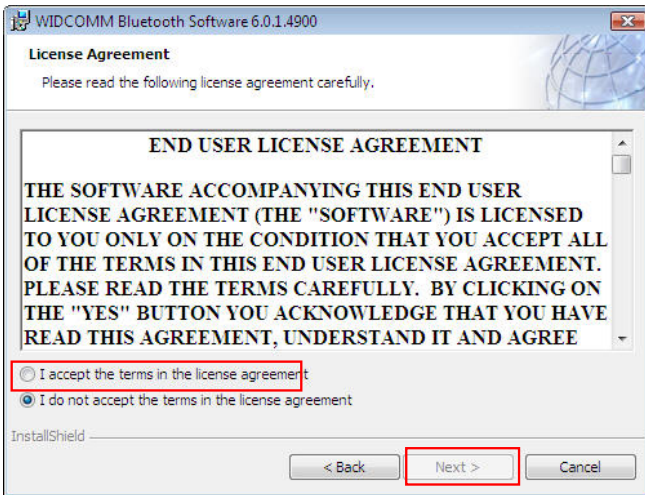 WIDCOMM Bluetooth Software 6.0.1.4900
License Agreement
Please read the following license agreement carefully.
END USER LICENSE AGREEMENT
THE SOFTWARE ACCOMPANYING THIS END USER
LICENSE AGREEMENT (THE "SOFTWARE") IS LICENSED
TO YOU ONLY ON THE CONDITION THAT YOU ACCEPT ALL
OF THE TERMS IN THIS END USER LICENSE AGREEMENT.
PLEASE READ THE TERMS CAREFULLY.  BY CLICKING ON
THE "YES" BUTTON YOU ACKNOWLEDGE THAT YOU HAVE
READ THIS AGREEMENT, UNDERSTAND IT AND AGREE
I accept the terms in the license agreement
I do not accept the terms in the license agreement
InstallShield
< Back Next > Cancel